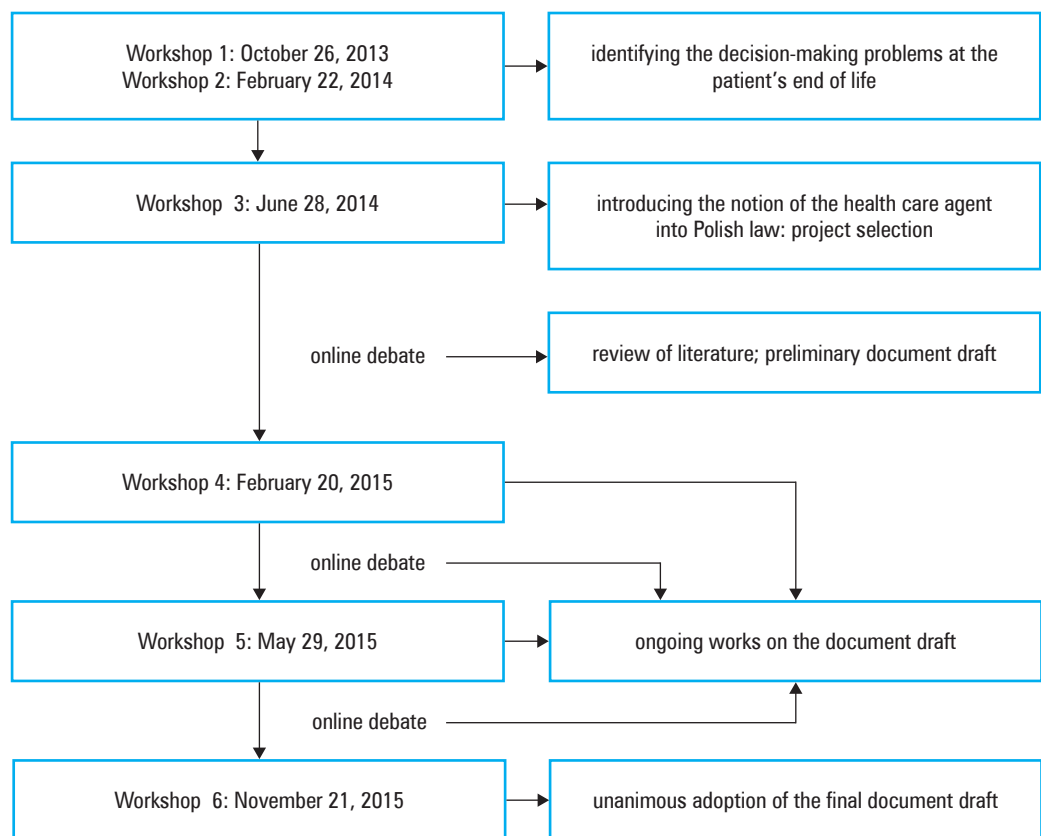 Workshop 1: October 26, 2013
Workshop 2: February 22, 2014
identifying the decision-making problems at the
patient's end of life
Workshop 3: June 28, 2014
introducing the notion of the health care agent
into Polish law: project selection
online debate
review of literature; preliminary document draft
Workshop 4: February 20, 2015
online debate
Workshop 5: May 29, 2015
ongoing works on the document draft
online debate
Workshop 6: November 21, 2015
unanimous adoption of the final document draft